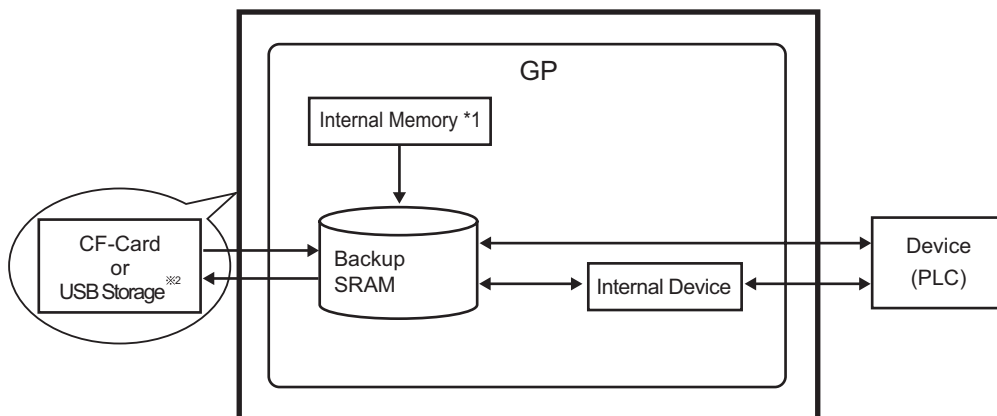 GP
Internal Memory *1
CF-Card
or
USB Storage※2
Backup
SRAM
Internal Device
Device
(PLC)